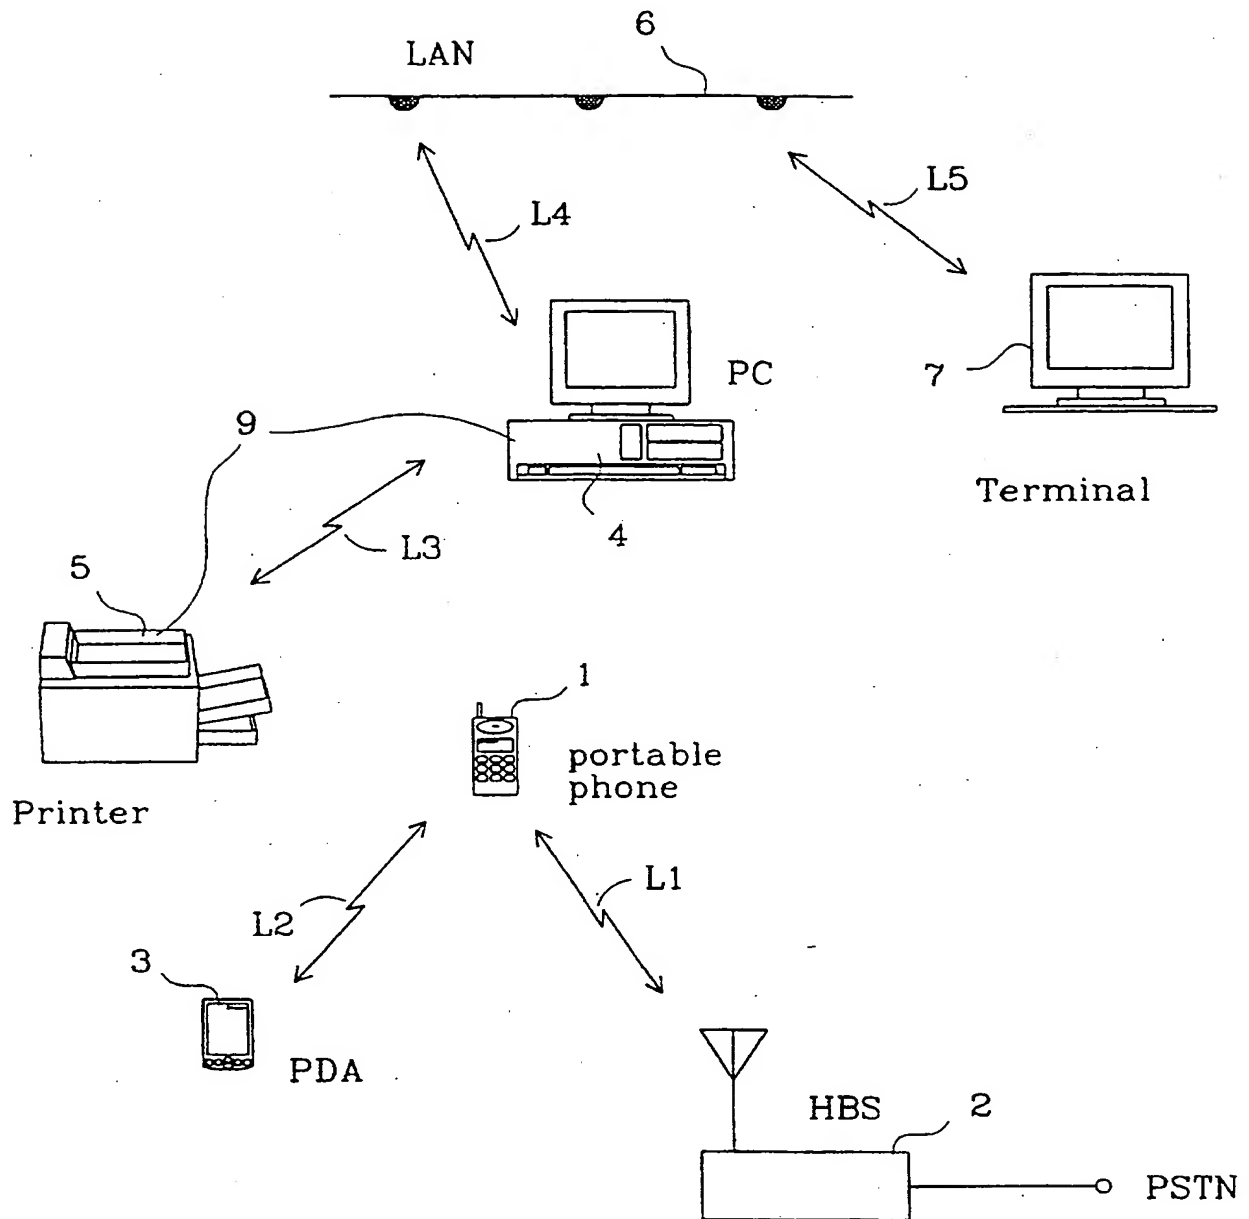 6
LAN
L5
L4
PC
7
9
Terminal
4
L3
5
1
portable
phone
Printer
L1
L2
3
PDA
HBS
2
PSTN